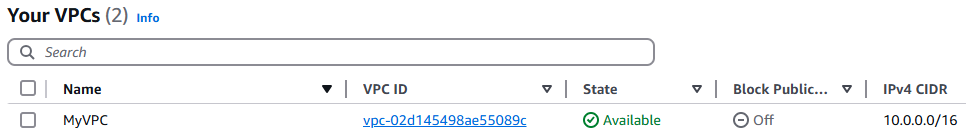 Your VPCs (2) Info
Search
Name VPC ID State Block Public... IPv4 CIDR
MyVPC vpc-02d145498ae55089c Available Off 10.0.0.0/16